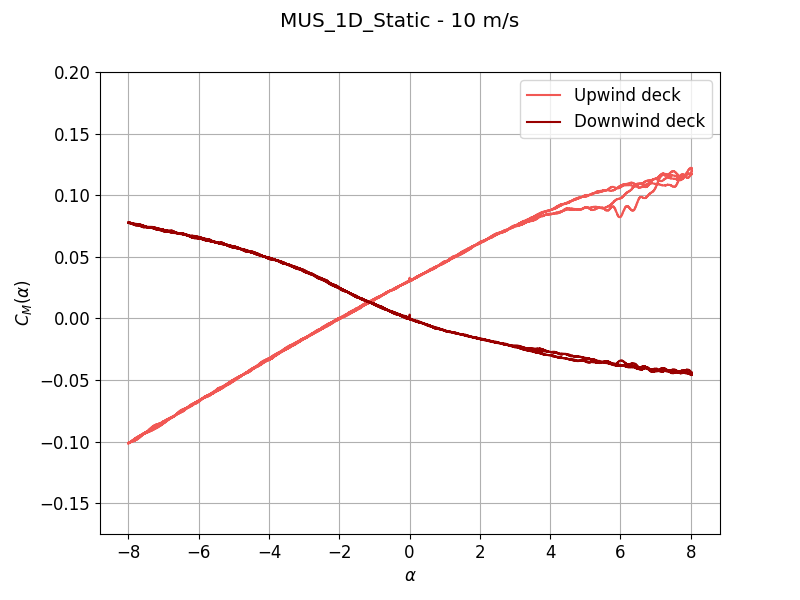 MUS_1D_Static - 10 m/s
Upwind deck
Downwind deck
0.20
0.15
0.10
0.05
0.00
−0.05
−0.10
−0.15
C_M(α)
−8 −6 −4 −2 0 2 4 6 8
α